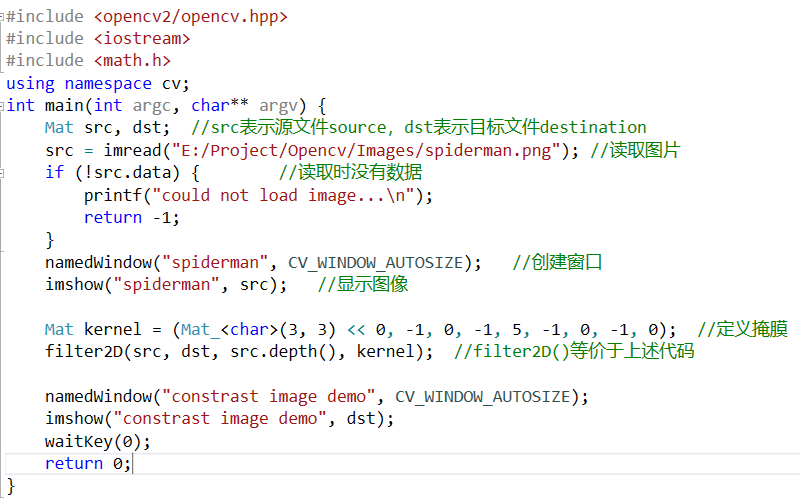 #include <opencv2/opencv.hpp>
#include <iostream>
#include <math.h>
using namespace cv;
int main(int argc, char** argv) {
    Mat src, dst;  //src表示源文件source, dst表示目标文件destination
    src = imread("E:/Project/Opencv/Images/spiderman.png"); //读取图片
    if (!src.data) {        //读取时没有数据
        printf("could not load image...\n");
        return -1;
    }
    namedWindow("spiderman", CV_WINDOW_AUTOSIZE);   //创建窗口
    imshow("spiderman", src);   //显示图像

    Mat kernel = (Mat_<char>(3, 3) << 0, -1, 0, -1, 5, -1, 0, -1, 0);  //定义掩膜
    filter2D(src, dst, src.depth(), kernel);  //filter2D()等价于上述代码

    namedWindow("constrast image demo", CV_WINDOW_AUTOSIZE);
    imshow("constrast image demo", dst);
    waitKey(0);
    return 0;
}